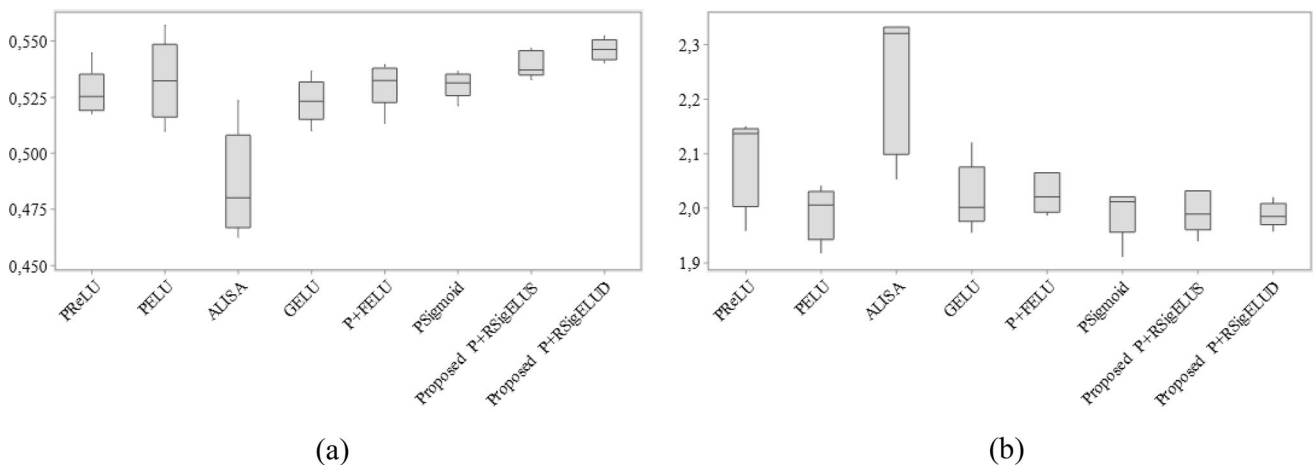 0,550
0,525
0,500
0,475
0,450
PReLU
PELU
ALISA
GELU
P+FELU
PSigmoid
Proposed P+RSigELUS
Proposed P+RSigELUD
(a)
2,3
2,2
2,1
2,0
1,9
PReLU
PELU
ALISA
GELU
P+FELU
PSigmoid
Proposed P+RSigELUS
Proposed P+RSigELUD
(b)